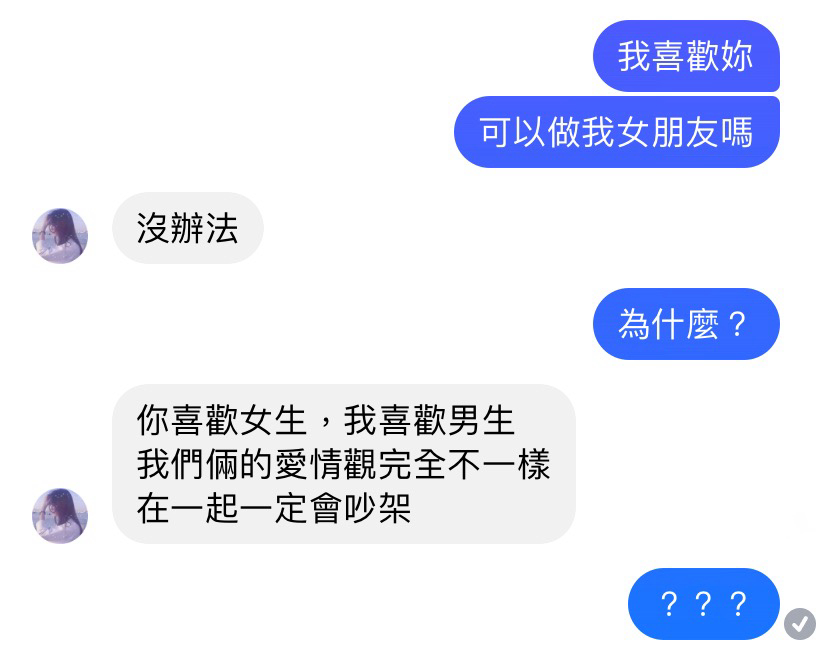 我喜歡妳
可以做我女朋友嗎
沒辦法
為什麼？
你喜歡女生，我喜歡男生
我們倆的愛情觀完全不一樣
在一起一定會吵架
？？？